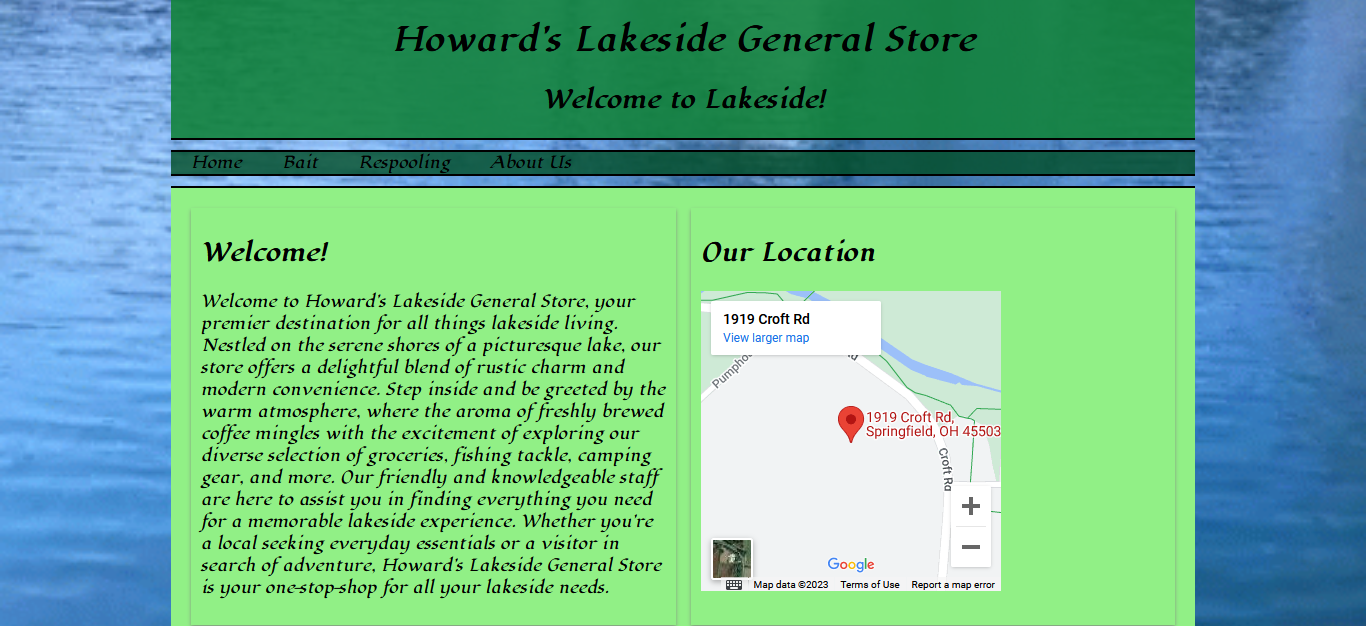 Howard's Lakeside General Store
Welcome to Lakeside!
Home Bait Respooling About Us
Welcome!
Welcome to Howard's Lakeside General Store, your
premier destination for all things lakeside living.
Nestled on the serene shores of a picturesque lake, our
store offers a delightful blend of rustic charm and
modern convenience. Step inside and be greeted by the
warm atmosphere, where the aroma of freshly brewed
coffee mingles with the excitement of exploring our
diverse selection of groceries, fishing tackle, camping
gear, and more. Our friendly and knowledgeable staff
are here to assist you in finding everything you need
for a memorable lakeside experience. Whether you're
a local seeking everyday essentials or a visitor in
search of adventure, Howard's Lakeside General Store
is your one-stop-shop for all your lakeside needs.
Our Location
1919 Croft Rd
View larger map
1919 Croft Rd,
Springfield, OH 45503
Croft Rd
Google
Map data ©2023 Terms of Use Report a map error